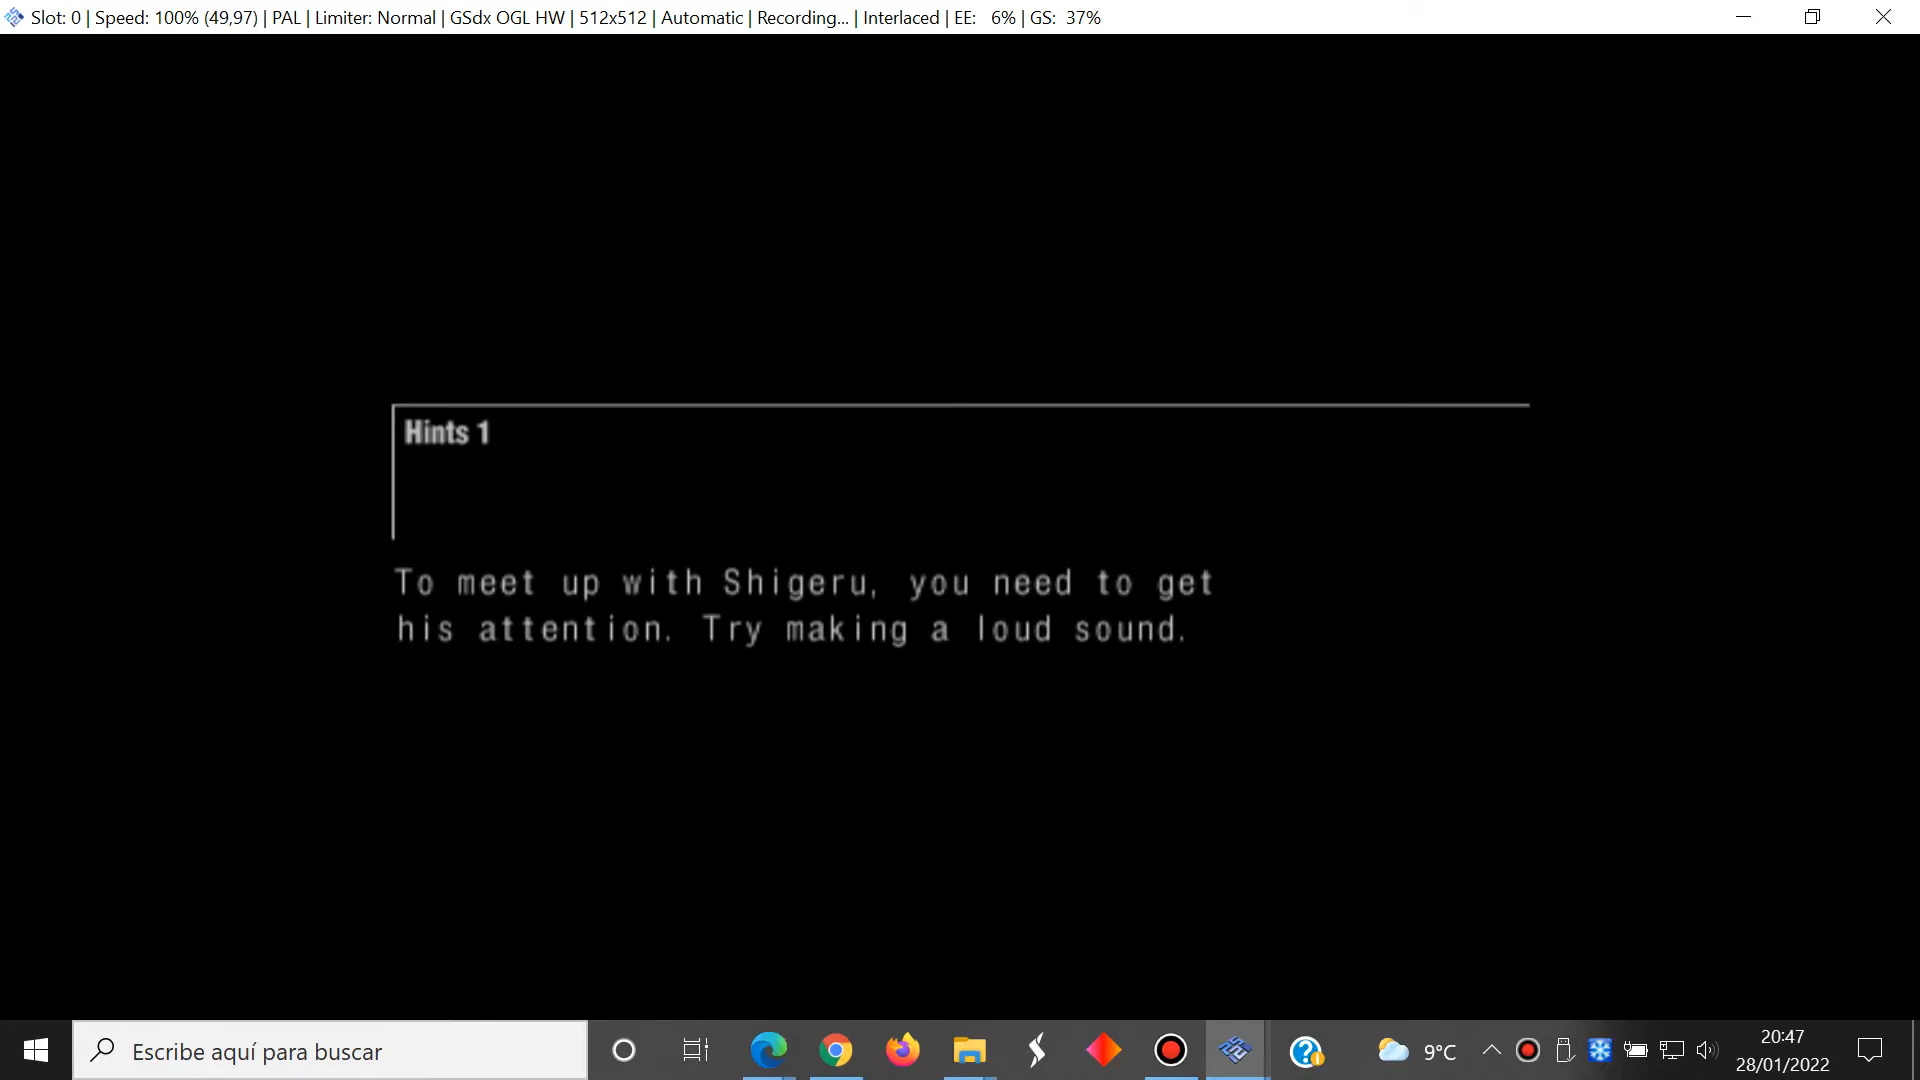 Slot: 0 | Speed: 100% (49,97) | PAL | Limiter: Normal | GSdx OGL HW | 512x512 | Automatic | Recording... | Interlaced | EE:   6% | GS:  37%
Hints 1
To meet up with Shigeru, you need to get
his attention. Try making a loud sound.
Escribe aquí para buscar
9°C
20:47
28/01/2022